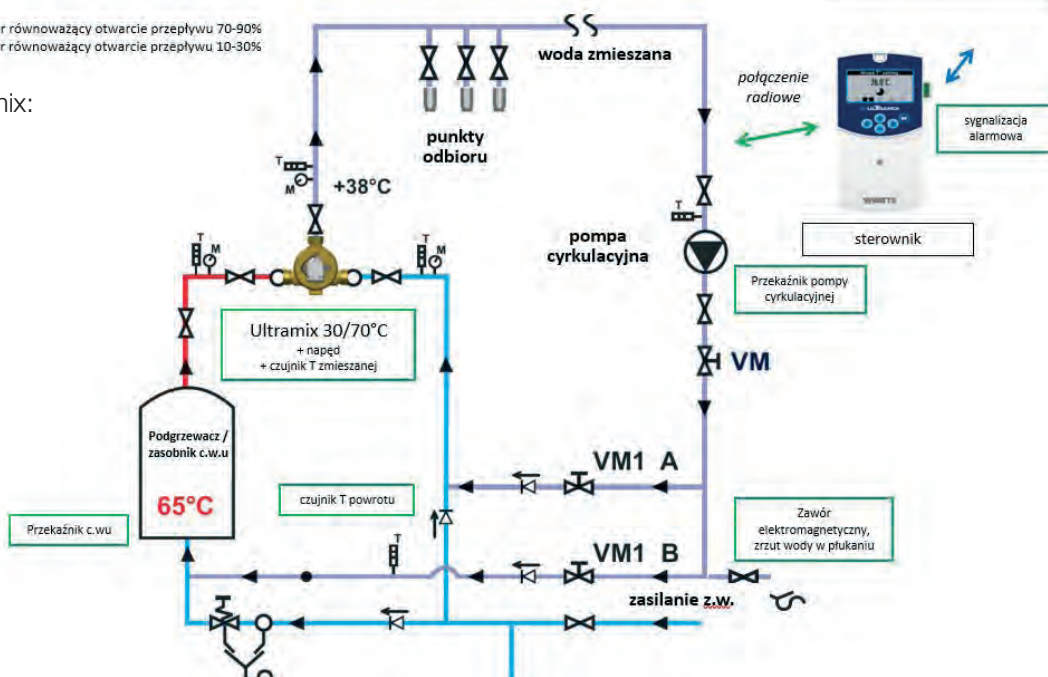 r równoważący otwarcie przepływu 70-90%
r równoważący otwarcie przepływu 10-30%
nix:
woda zmieszana
połączenie
radiowe
sygnalizacja
alarmowa
punkty
odbioru
T
M
+38°C
T
pompa
cyrkulacyjna
WATTS
sterownik
T
M
T
M
Przekaźnik pompy
cyrkulacyjnej
Ultramix 30/70°C
+ napęd
+ czujnik T zmieszanej
VM
Podgrzewacz /
zasobnik c.w.u
65°C
VM1 A
czujnik T powrotu
Przekaźnik c.wu
Zawór
elektromagnetyczny,
zrzut wody w płukaniu
T
VM1 B
zasilanie z.w.